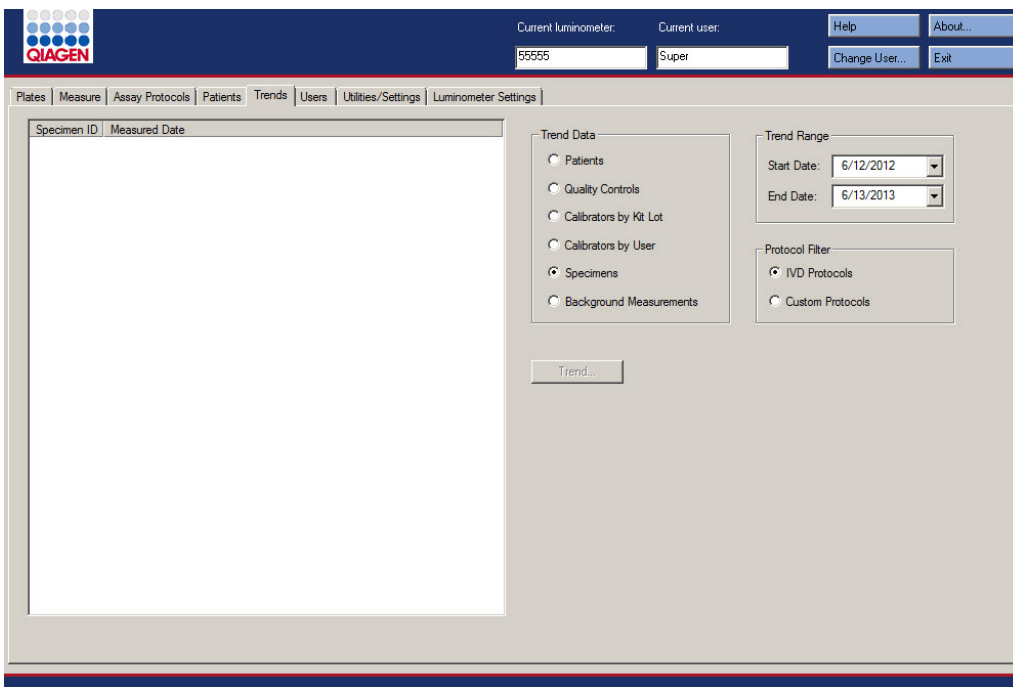 QIAGEN
Current luminometer: Current user:
55555 Super
Help About...
Change User... Exit
Plates Measure Assay Protocols Patients Trends Users Utilities/Settings Luminometer Settings
Specimen ID Measured Date
Trend Data
Patients
Quality Controls
Calibrators by Kit Lot
Calibrators by User
Specimens
Background Measurements
Trend...
Trend Range
Start Date: 6/12/2012
End Date: 6/13/2013
Protocol Filter
IVD Protocols
Custom Protocols